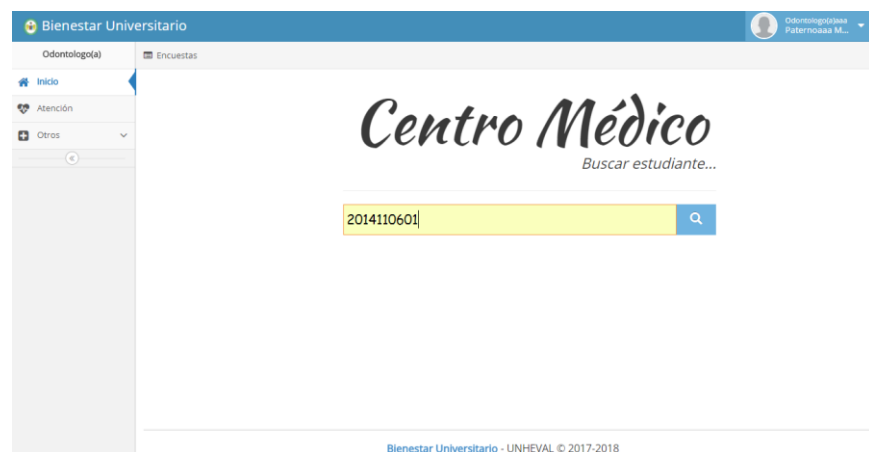 Bienestar Universitario
Odontologo(a)aaa
Paternoaaa M...
Odontologo(a)
Encuestas
Inicio
Atención
Otros
Centro Médico
Buscar estudiante...
2014110601
Bienestar Universitario - UNHEVAL © 2017-2018